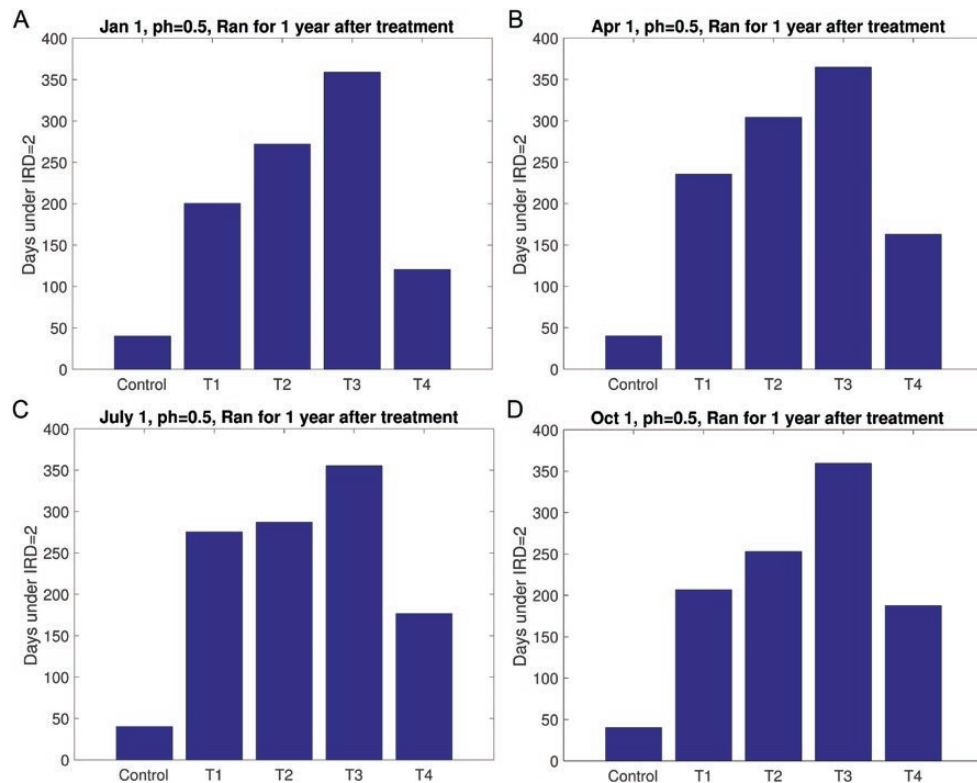 A
Jan 1, ph=0.5, Ran for 1 year after treatment
400
350
300
250
200
150
100
50
0
Days under IRD=2
Control T1 T2 T3 T4
B
Apr 1, ph=0.5, Ran for 1 year after treatment
400
350
300
250
200
150
100
50
0
Days under IRD=2
Control T1 T2 T3 T4
C
July 1, ph=0.5, Ran for 1 year after treatment
400
350
300
250
200
150
100
50
0
Days under IRD=2
Control T1 T2 T3 T4
D
Oct 1, ph=0.5, Ran for 1 year after treatment
400
350
300
250
200
150
100
50
0
Days under IRD=2
Control T1 T2 T3 T4